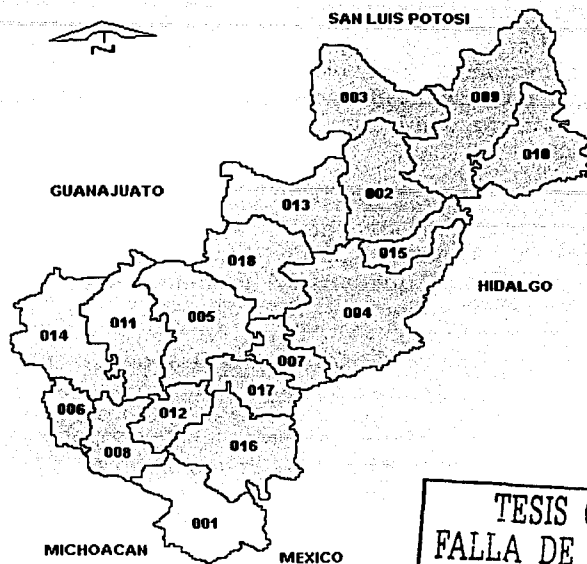 SAN LUIS POTOSI
N
003
009
010
002
GUANAJUATO
013
018
015
HIDALGO
004
014
011
005
007
006
012
017
008
016
001
MICHOACAN
MEXICO
TESIS
FALLA DE